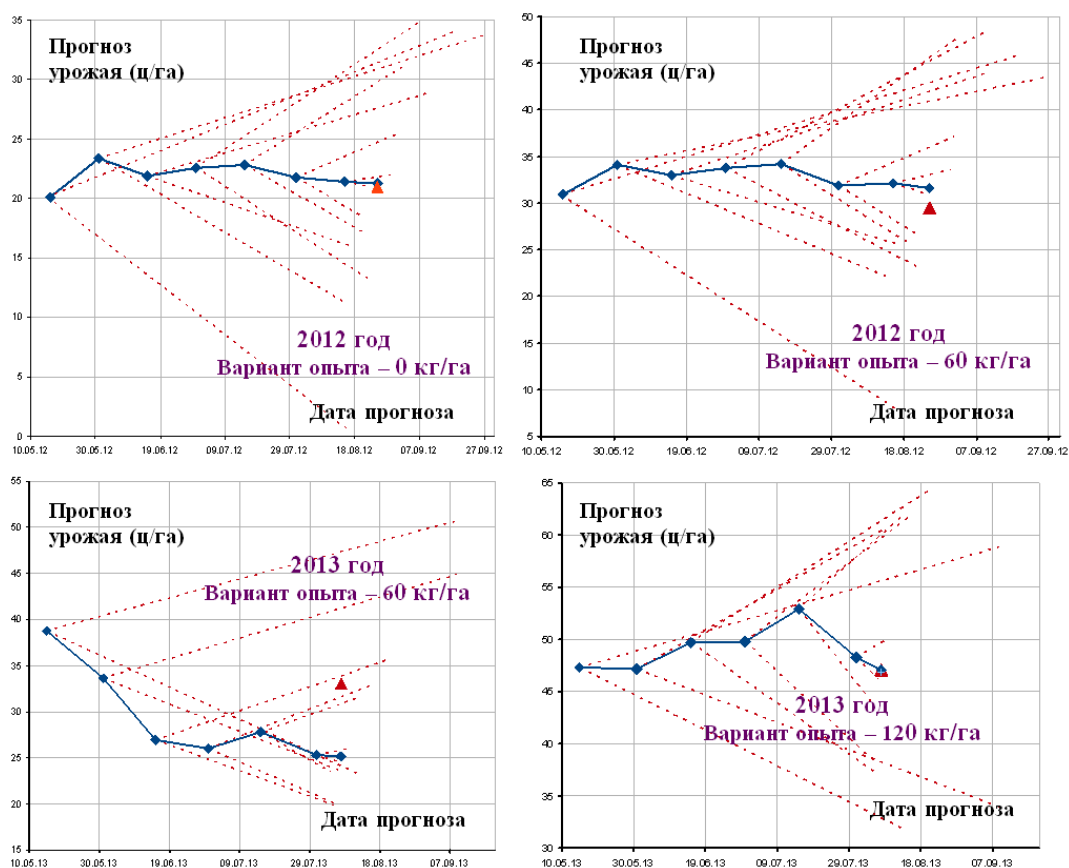 35
30
25
20
15
10
5
0
Прогноз
урожая (ц/га)
2012 год
Вариант опыта – 0 кг/га
Дата прогноза
10.05.12 30.05.12 19.06.12 09.07.12 29.07.12 18.08.12 07.09.12 27.09.12
50
45
40
35
30
25
20
15
10
5
Прогноз
урожая (ц/га)
2012 год
Вариант опыта – 60 кг/га
Дата прогноза
10.05.12 30.05.12 19.06.12 09.07.12 29.07.12 18.08.12 07.09.12 27.09.12
55
50
45
40
35
30
25
20
15
Прогноз
урожая (ц/га)
2013 год
Вариант опыта – 60 кг/га
Дата прогноза
10.05.13 30.05.13 19.06.13 09.07.13 29.07.13 18.08.13 07.09.13
65
60
55
50
45
40
35
30
Прогноз
урожая (ц/га)
2013 год
Вариант опыта – 120 кг/га
Дата прогноза
10.05.13 30.05.13 19.06.13 09.07.13 29.07.13 18.08.13 07.09.13